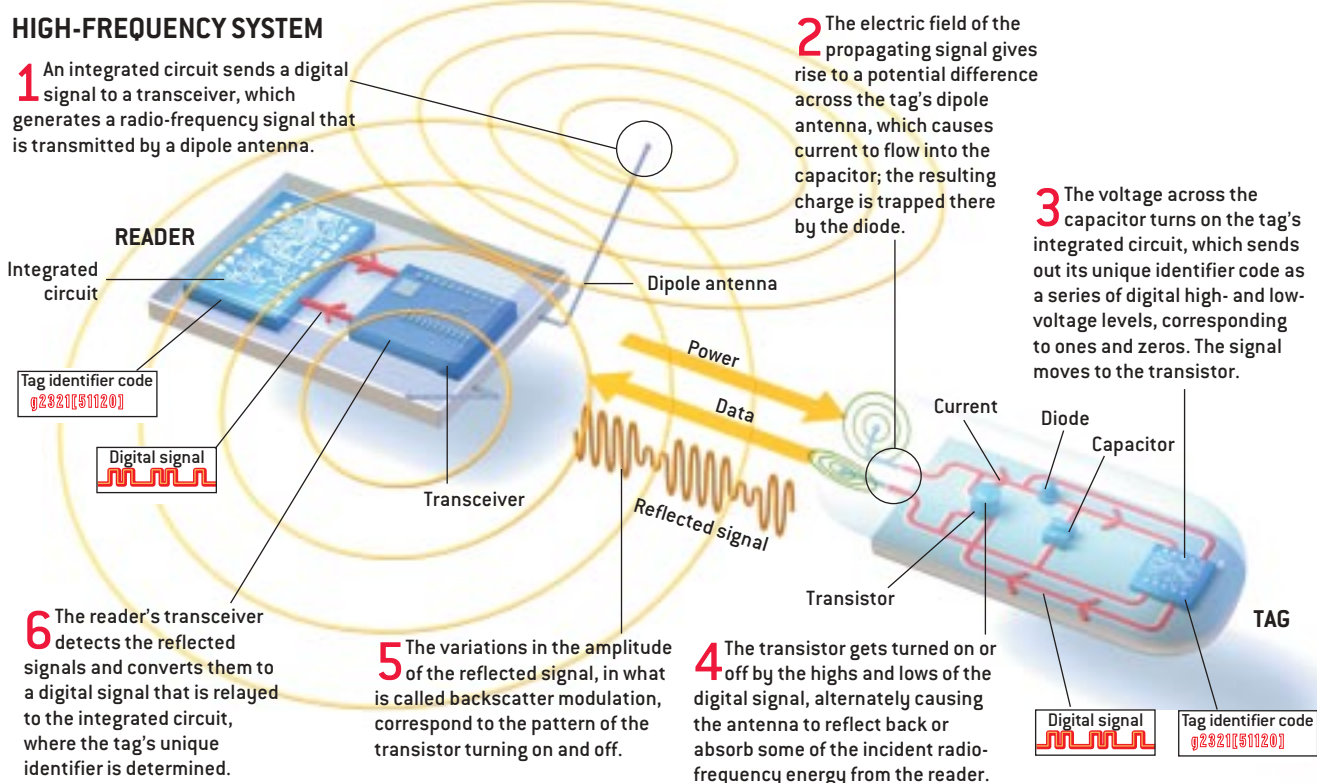 HIGH-FREQUENCY SYSTEM
1 An integrated circuit sends a digital
signal to a transceiver, which
generates a radio-frequency signal that
is transmitted by a dipole antenna.
2 The electric field of the
propagating signal gives
rise to a potential difference
across the tag's dipole
antenna, which causes
current to flow into the
capacitor; the resulting
charge is trapped there
by the diode.
3 The voltage across the
capacitor turns on the tag's
integrated circuit, which sends
out its unique identifier code as
a series of digital high- and low-
voltage levels, corresponding
to ones and zeros. The signal
moves to the transistor.
READER
Integrated
circuit
Dipole antenna
Tag identifier code
g2321[51120]
Digital signal
Transceiver
Power
Data
Reflected signal
Current
Diode
Capacitor
Transistor
TAG
6 The reader's transceiver
detects the reflected
signals and converts them to
a digital signal that is relayed
to the integrated circuit,
where the tag's unique
identifier is determined.
5 The variations in the amplitude
of the reflected signal, in what
is called backscatter modulation,
correspond to the pattern of the
transistor turning on and off.
4 The transistor gets turned on or
off by the highs and lows of the
digital signal, alternately causing
the antenna to reflect back or
absorb some of the incident radio-
frequency energy from the reader.
Digital signal
Tag identifier code
g2321[51120]